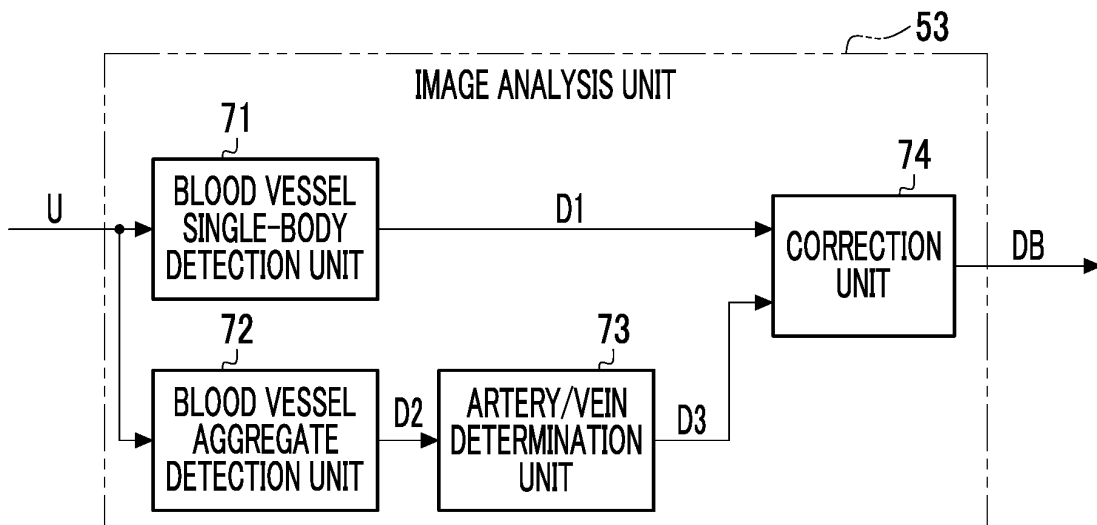 53
IMAGE ANALYSIS UNIT
71
74
U
BLOOD VESSEL
SINGLE-BODY
DETECTION UNIT
D1
CORRECTION
UNIT
DB
72
73
BLOOD VESSEL
AGGREGATE
DETECTION UNIT
D2
ARTERY/VEIN
DETERMINATION
UNIT
D3